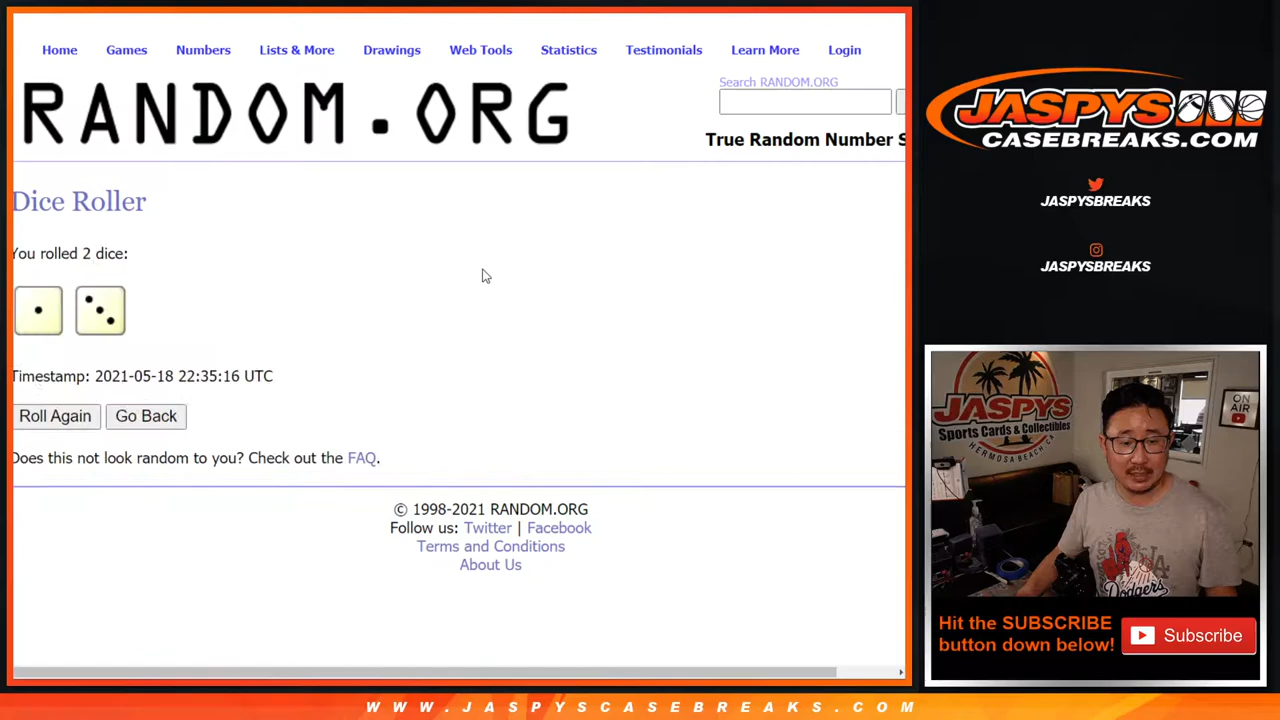 Home Games Numbers Lists & More Drawings Web Tools Statistics Testimonials Learn More Login
RANDOM.ORG
Search RANDOM.ORG
True Random Number S
Dice Roller
You rolled 2 dice:
Timestamp: 2021-05-18 22:35:16 UTC
Roll Again Go Back
Does this not look random to you? Check out the FAQ.
© 1998-2021 RANDOM.ORG
Follow us: Twitter | Facebook
Terms and Conditions
About Us
JASPYS
CASEBREAKS.COM
JASPYSBREAKS
JASPYSBREAKS
JASPYS
Sports Cards & Collectibles
HERMOSA BEACH, CA
ON
AIR
Dodgers
Hit the SUBSCRIBE
button down below!
Subscribe
WWW.JASPYSCASEBREAKS.COM